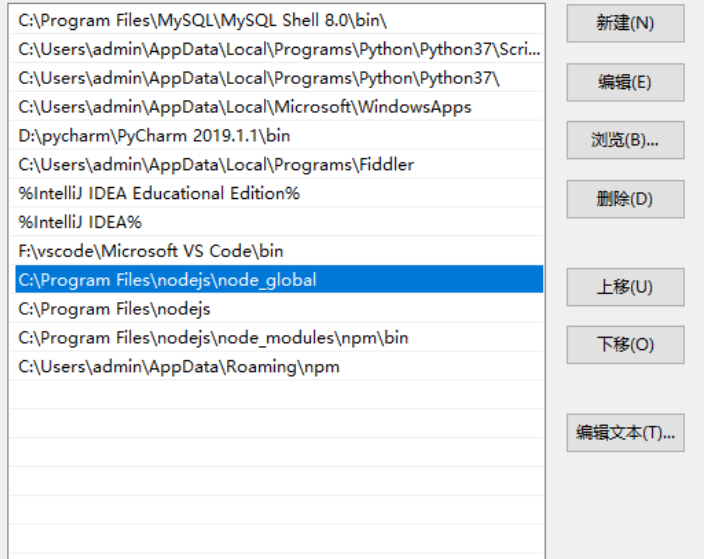 C:\Program Files\MySQL\MySQL Shell 8.0\bin\
C:\Users\admin\AppData\Local\Programs\Python\Python37\Scri...
C:\Users\admin\AppData\Local\Programs\Python\Python37\
C:\Users\admin\AppData\Local\Microsoft\WindowsApps
D:\pycharm\PyCharm 2019.1.1\bin
C:\Users\admin\AppData\Local\Programs\Fiddler
%IntelliJ IDEA Educational Edition%
%IntelliJ IDEA%
F:\vscode\Microsoft VS Code\bin
C:\Program Files\nodejs\node_global
C:\Program Files\nodejs
C:\Program Files\nodejs\node_modules\npm\bin
C:\Users\admin\AppData\Roaming\npm
新建(N)
编辑(E)
浏览(B)...
删除(D)
上移(U)
下移(O)
编辑文本(T)...